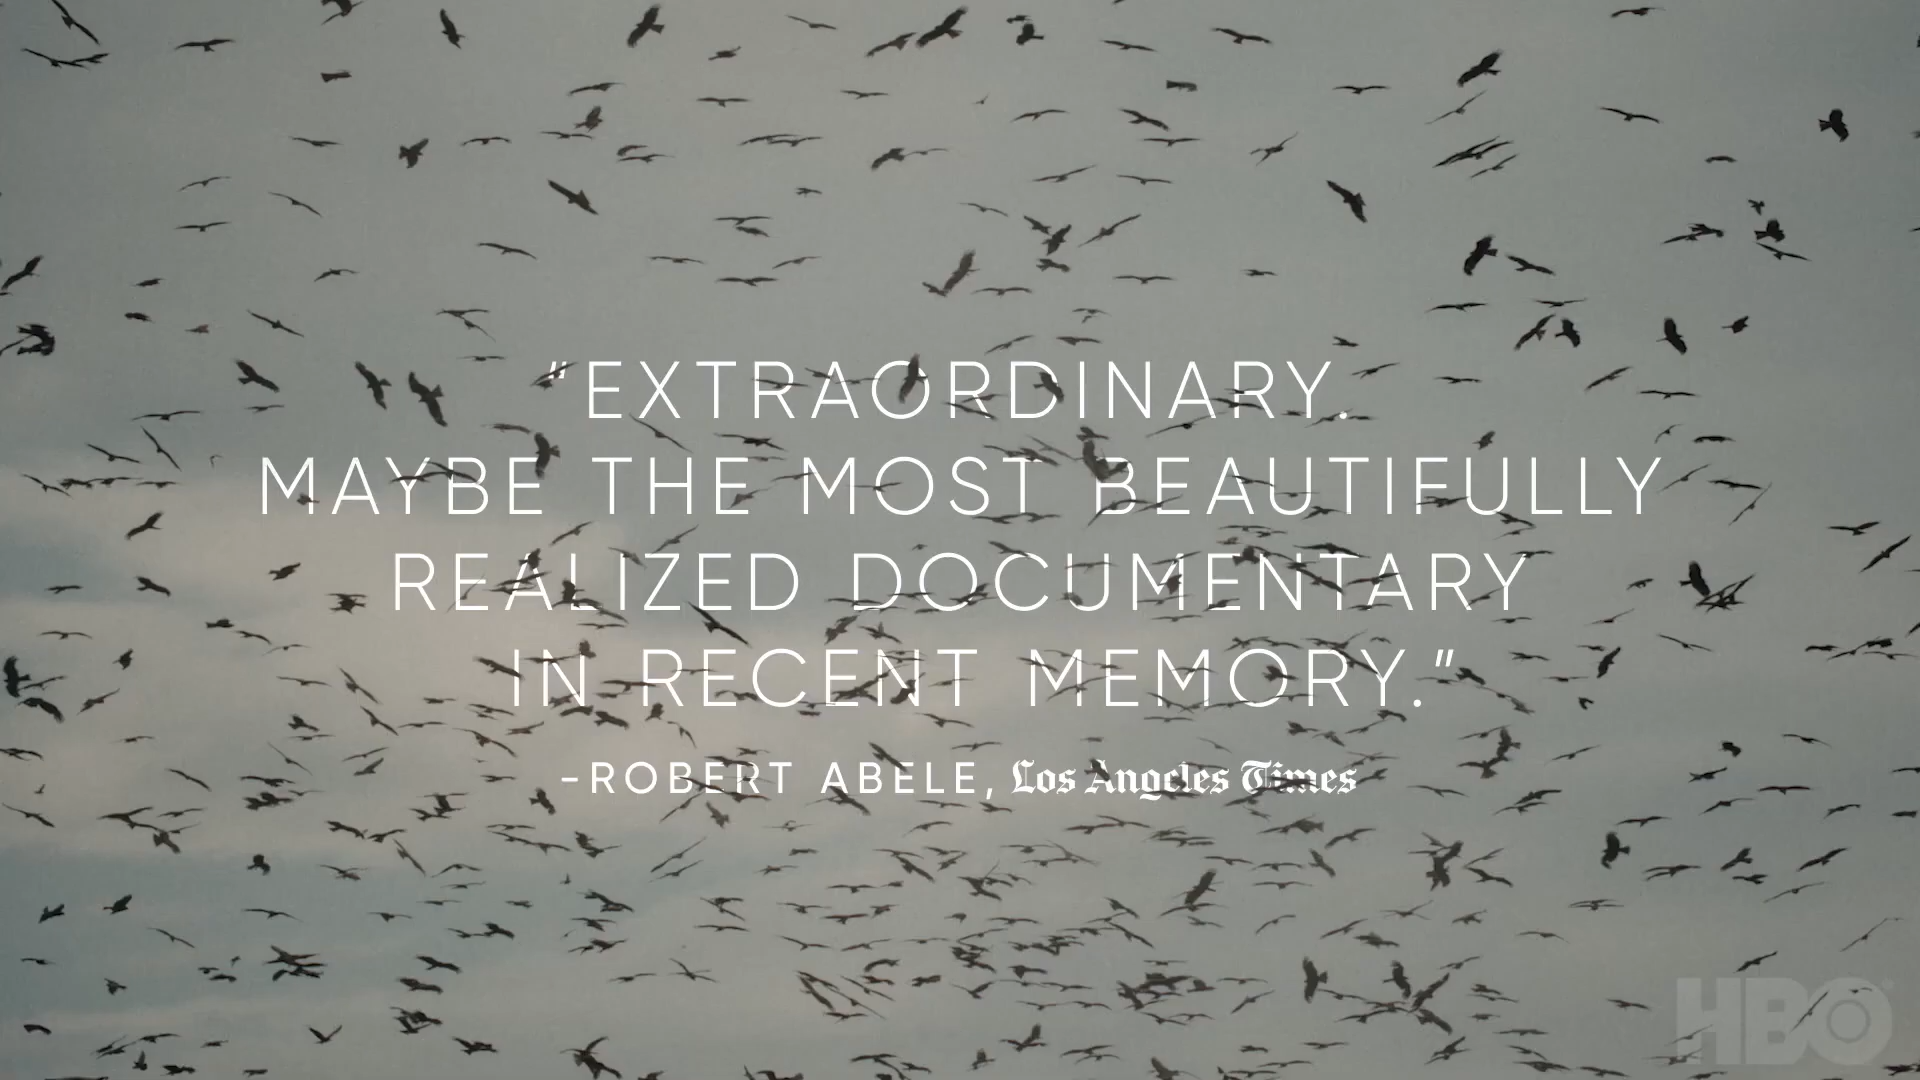 "EXTRAORDINARY.
MAYBE THE MOST BEAUTIFULLY
REALIZED DOCUMENTARY
IN RECENT MEMORY."
-ROBERT ABELE, Los Angeles Times
HBO